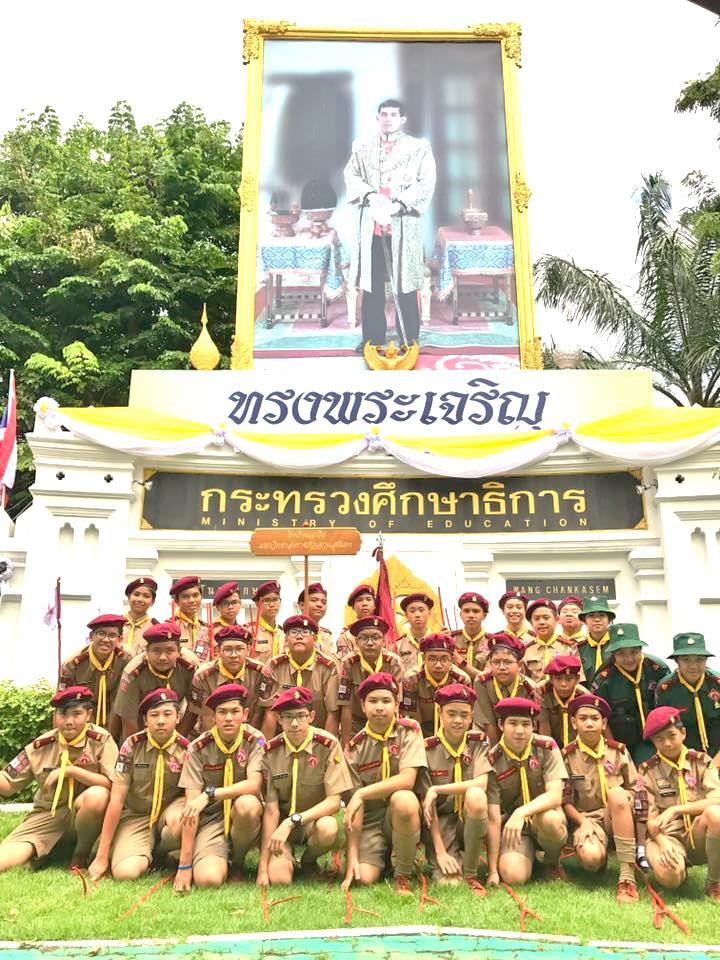 ทรงพระเจริญ
กระทรวงศึกษาธิการ
MINISTRY OF EDUCATION
WANG CHANKASEM